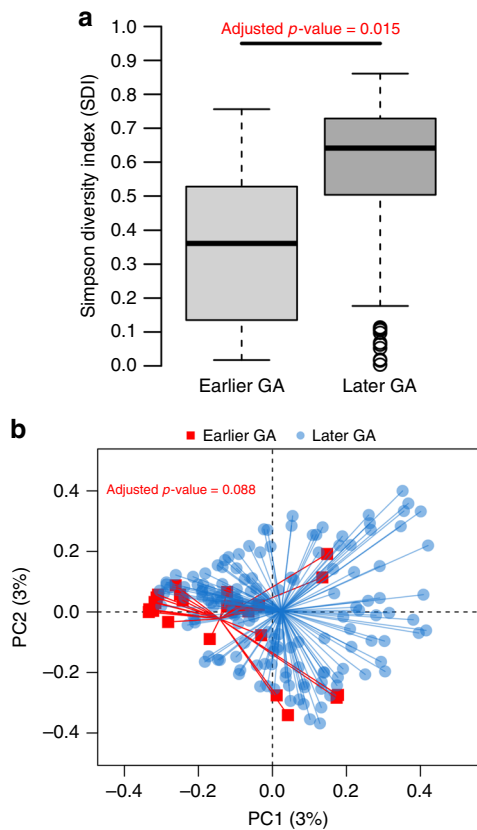 a
Adjusted p-value = 0.015
Simpson diversity index (SDI)
1.0
0.9
0.8
0.7
0.6
0.5
0.4
0.3
0.2
0.1
0.0
Earlier GA Later GA
b
Earlier GA Later GA
Adjusted p-value = 0.088
PC2 (3%)
0.4
0.2
0.0
−0.2
−0.4
−0.4 −0.2 0.0 0.2 0.4
PC1 (3%)